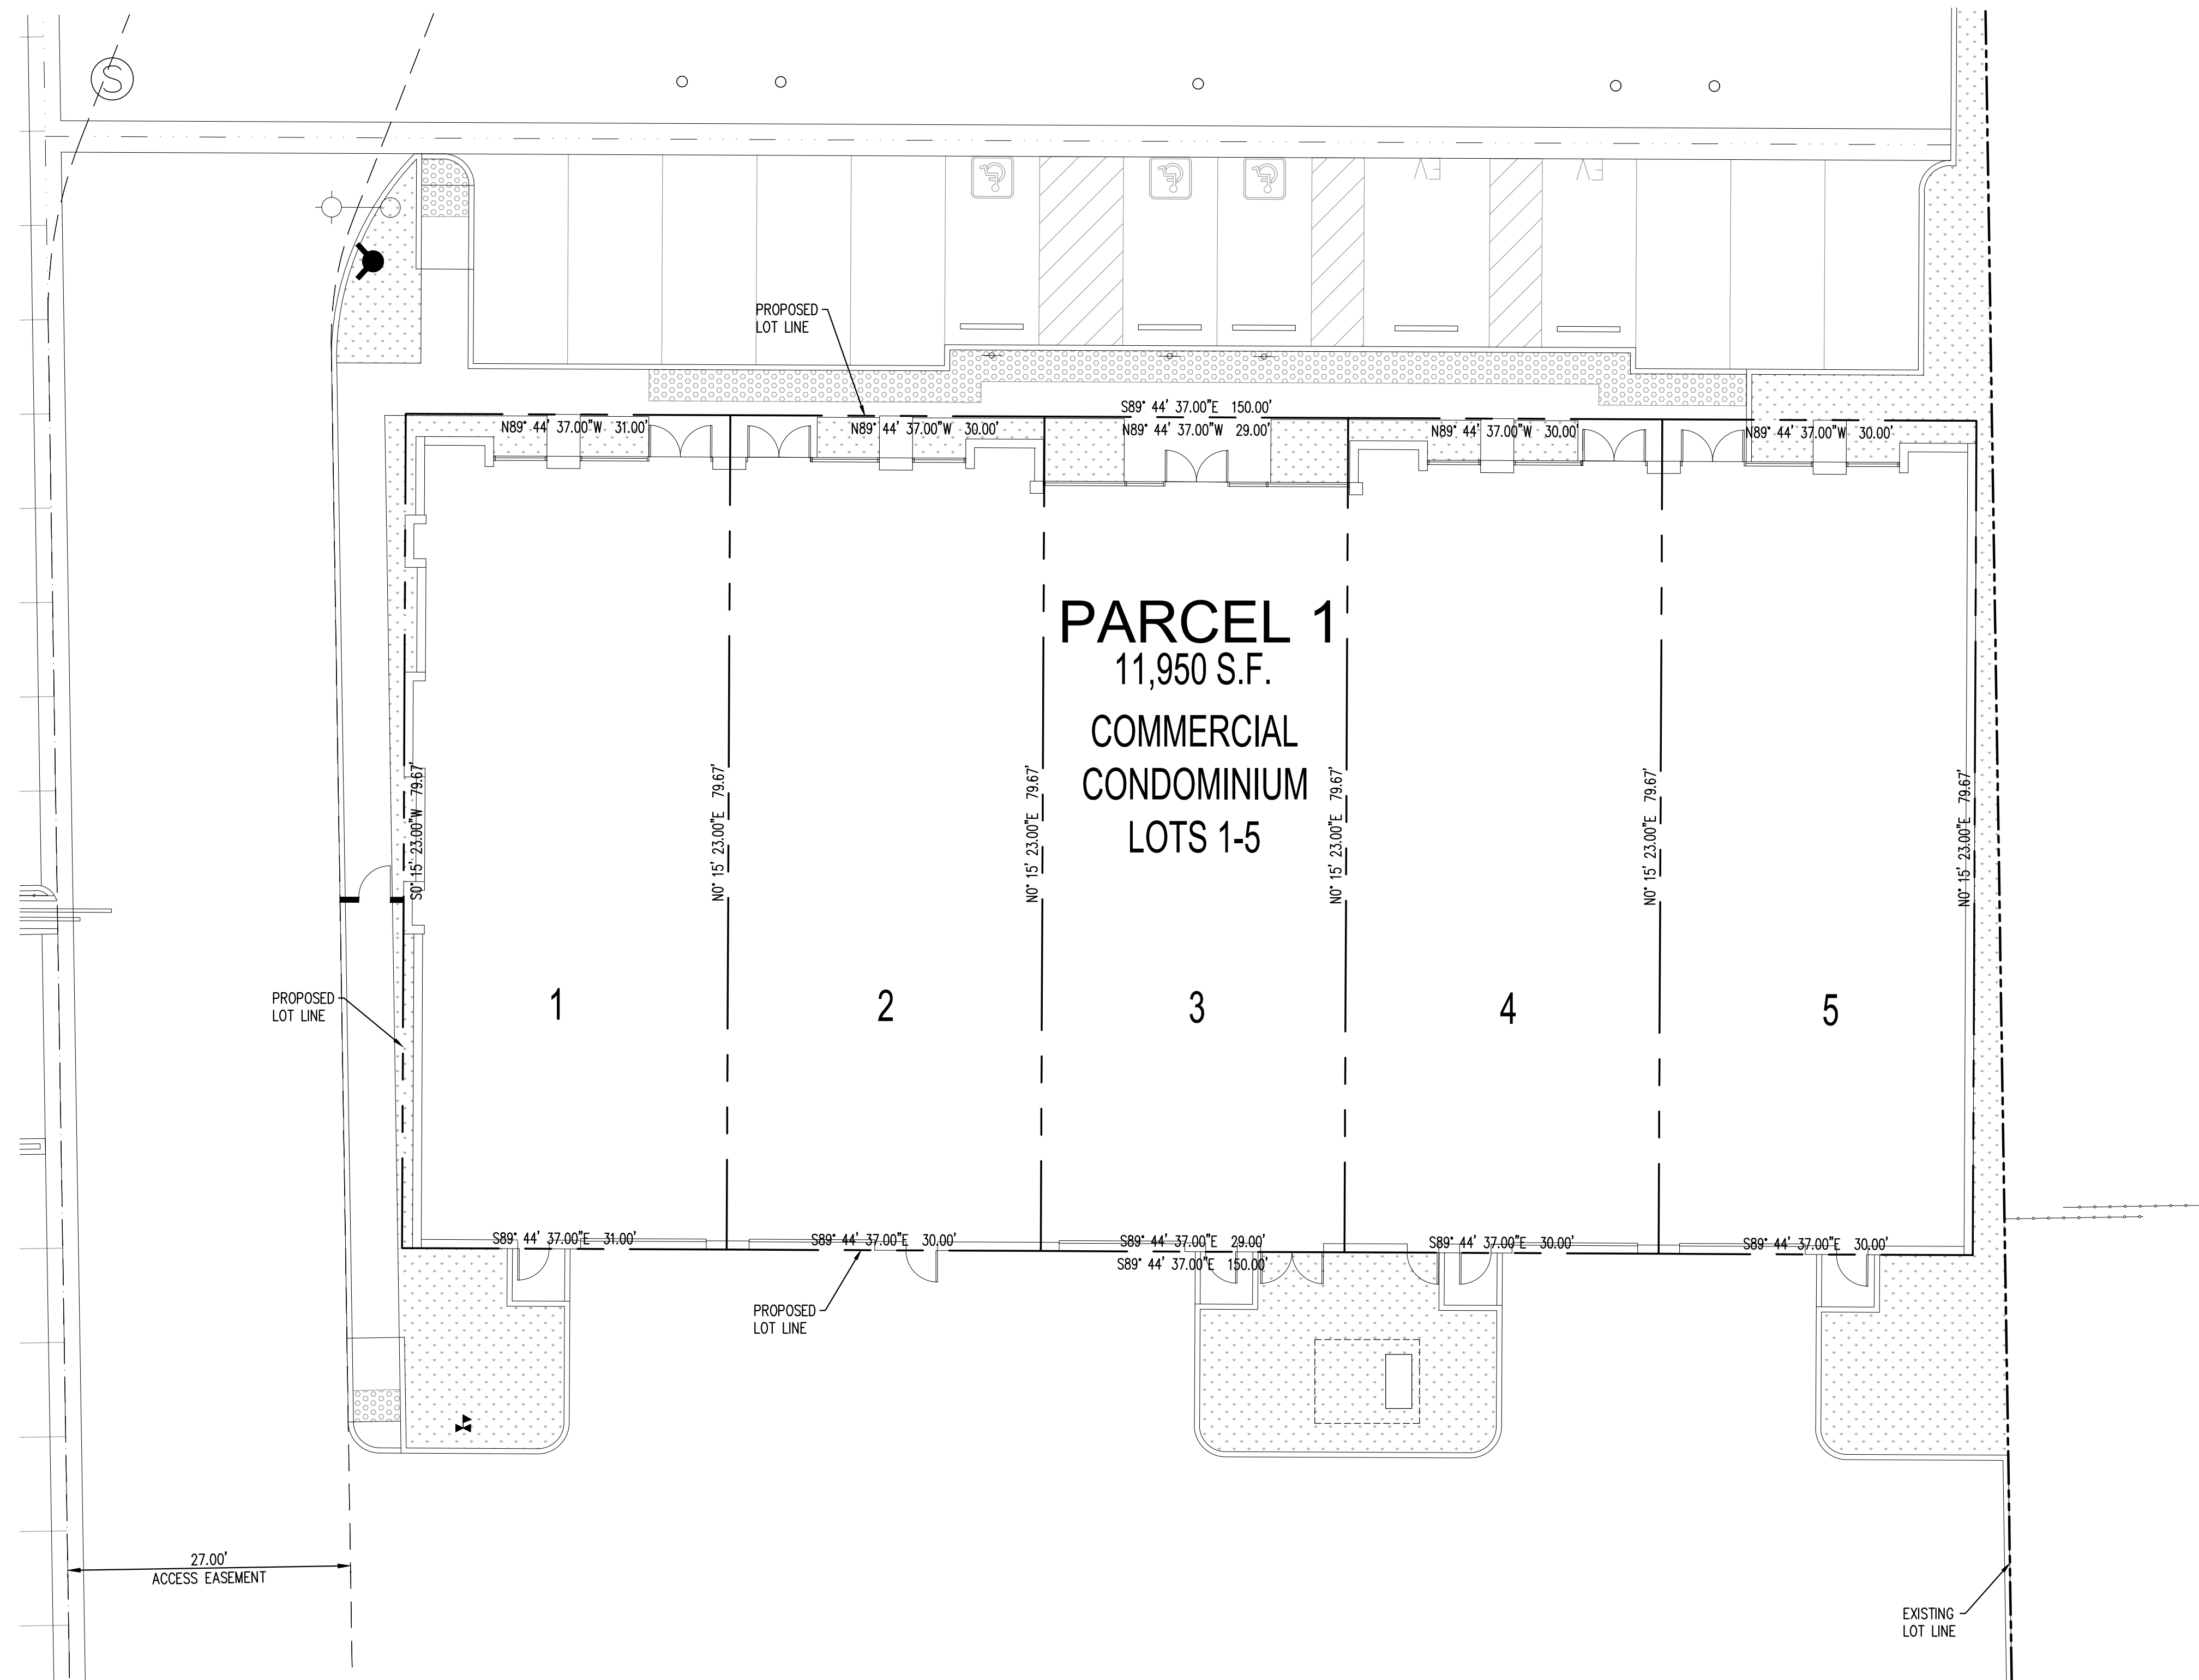 S
EV
EV
PROPOSED
LOT LINE
S89° 44' 37.00"E 150.00'
N89° 44' 37.00"W 31.00'
N89° 44' 37.00"W 30.00'
N89° 44' 37.00"W 29.00'
N89° 44' 37.00"W 30.00'
N89° 44' 37.00"W 30.00'
PARCEL 1
11,950 S.F.
COMMERCIAL
CONDOMINIUM
LOTS 1-5
S0° 15' 23.00"W 79.67'
N0° 15' 23.00"E 79.67'
N0° 15' 23.00"E 79.67'
N0° 15' 23.00"E 79.67'
N0° 15' 23.00"E 79.67'
N0° 15' 23.00"E 79.67'
PROPOSED
LOT LINE
1
2
3
4
5
S89° 44' 37.00"E 31.00'
S89° 44' 37.00"E 30.00'
S89° 44' 37.00"E 29.00'
S89° 44' 37.00"E 30.00'
S89° 44' 37.00"E 30.00'
S89° 44' 37.00"E 150.00'
PROPOSED
LOT LINE
27.00'
ACCESS EASEMENT
EXISTING
LOT LINE